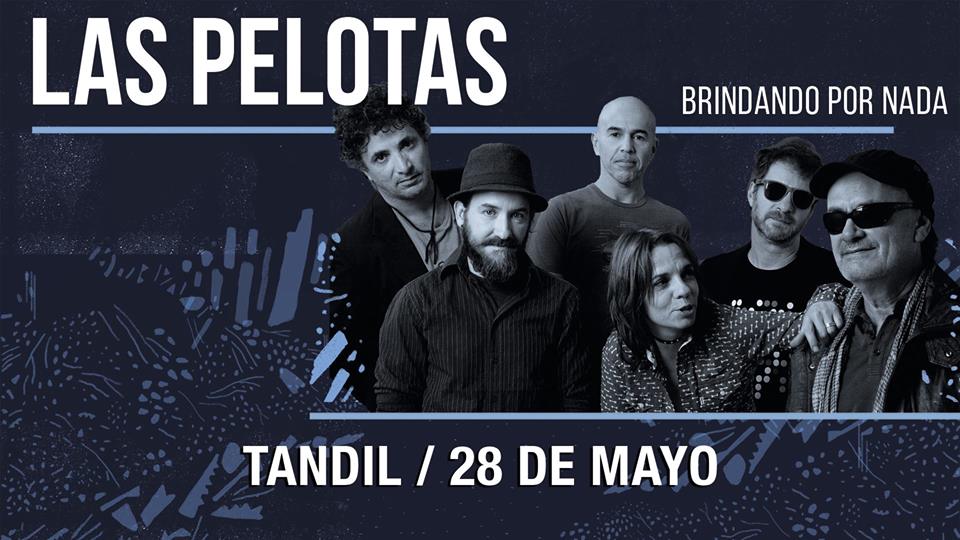 LAS PELOTAS
BRINDANDO POR NADA
TANDIL / 28 DE MAYO